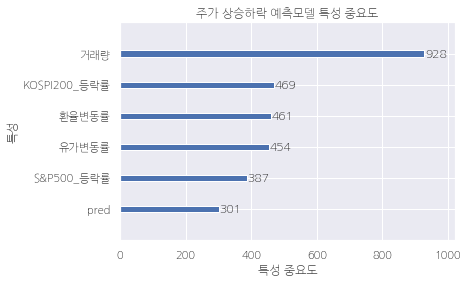 주가 상승하락 예측모델 특성 중요도
특성
거래량 928
KOSPI200_등락률 469
환율변동률 461
유가변동률 454
S&P500_등락률 387
pred 301
0 200 400 600 800 1000
특성 중요도